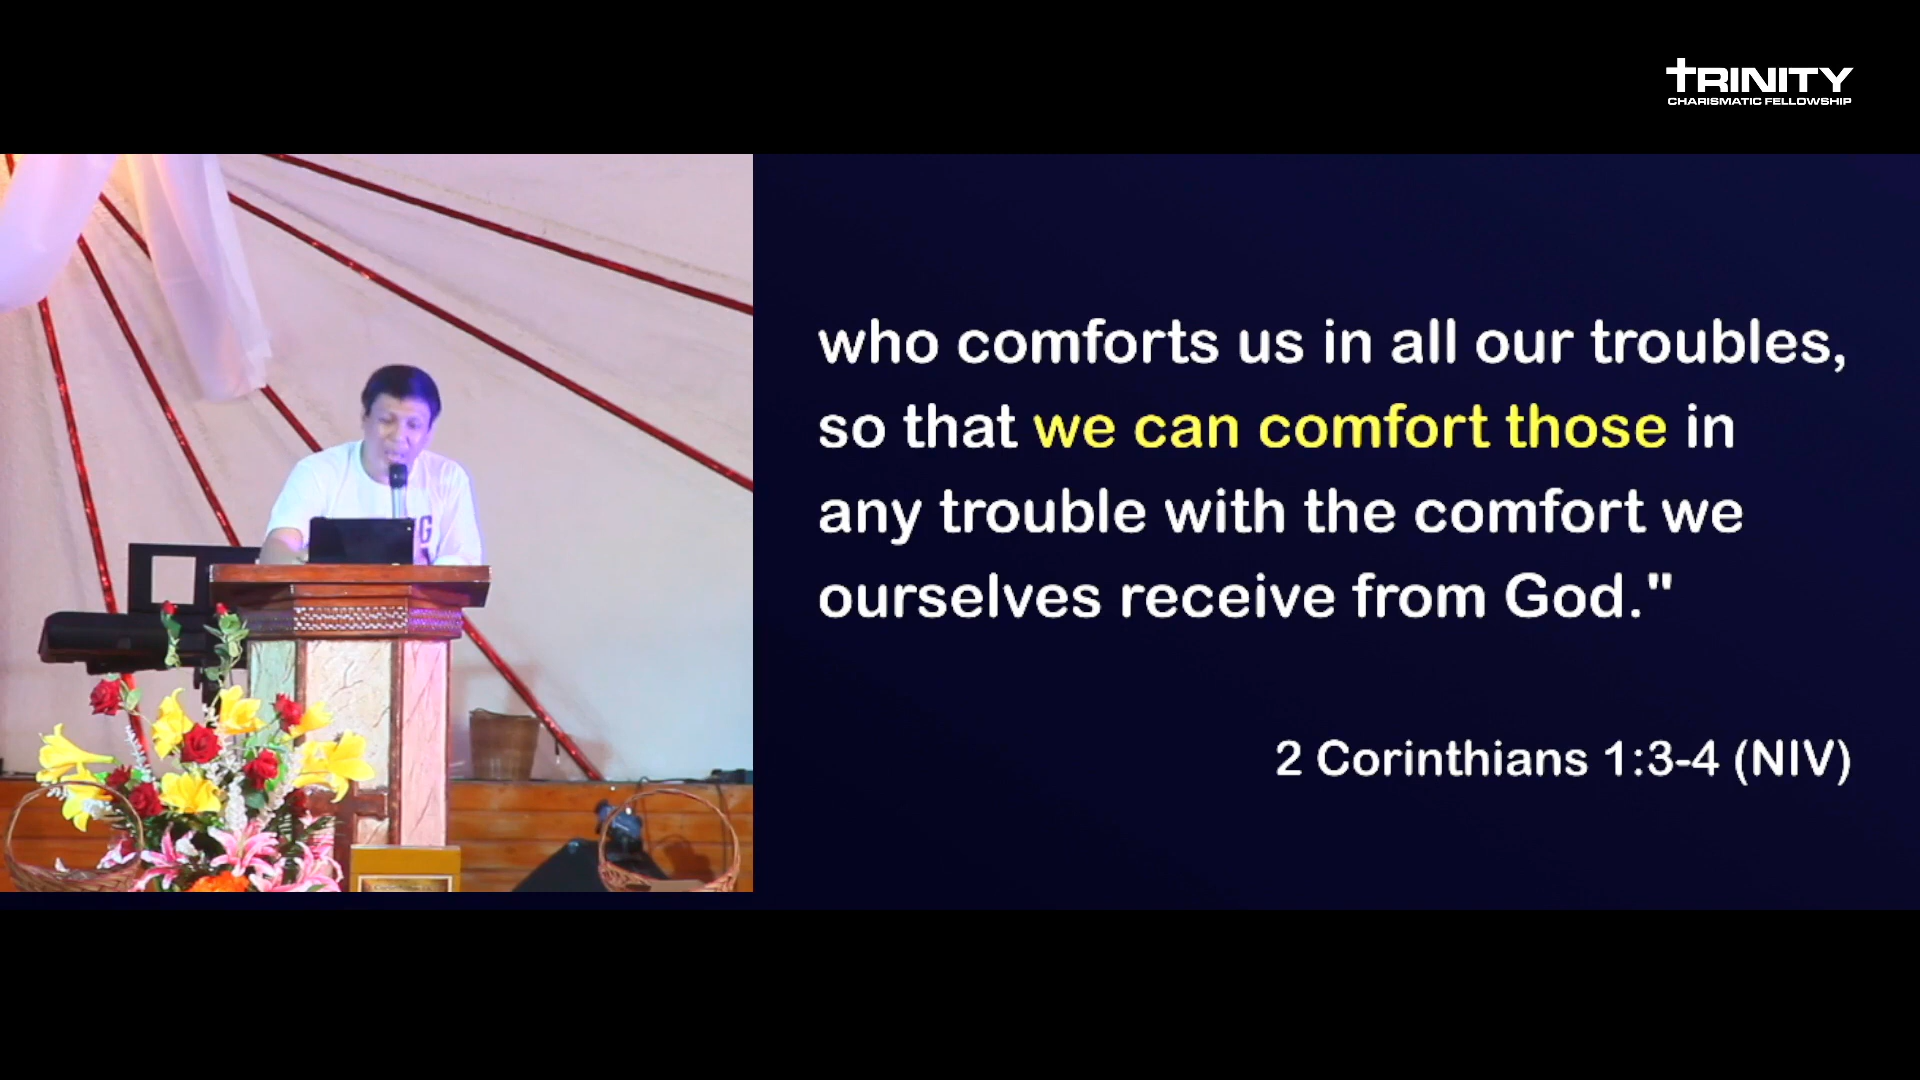 TRINITY
CHARISMATIC FELLOWSHIP
who comforts us in all our troubles,
so that we can comfort those in
any trouble with the comfort we
ourselves receive from God."
2 Corinthians 1:3-4 (NIV)